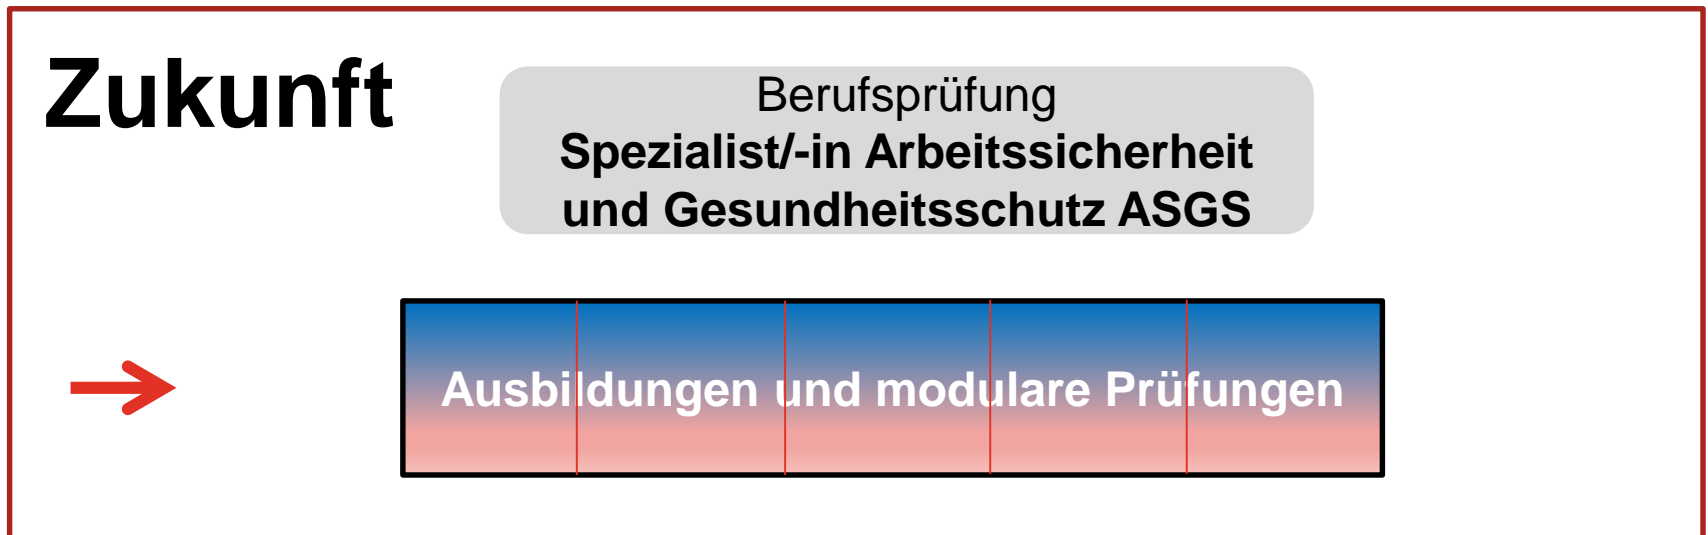 Zukunft
Berufsprüfung
Spezialist/-in Arbeitssicherheit
und Gesundheitsschutz ASGS
Ausbildungen und modulare Prüfungen